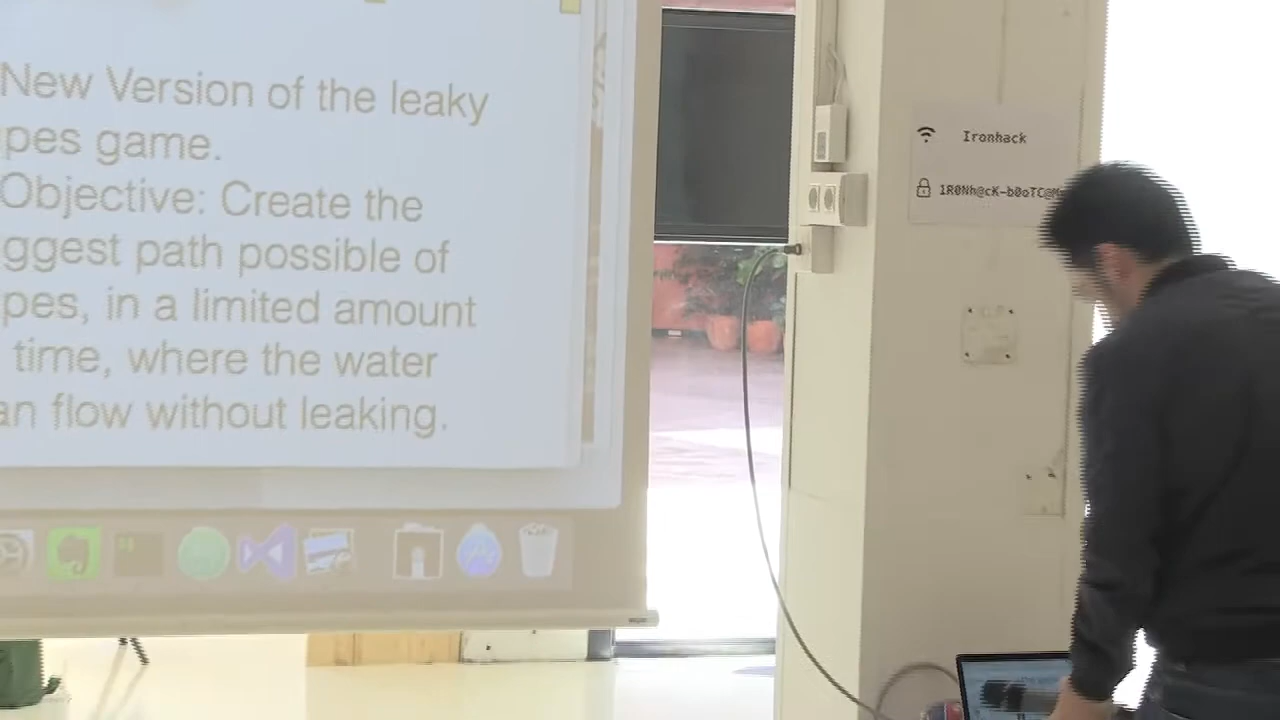 New Version of the leaky
pes game.
Objective: Create the
ggest path possible of
pes, in a limited amount
time, where the water
an flow without leaking.
Ironhack